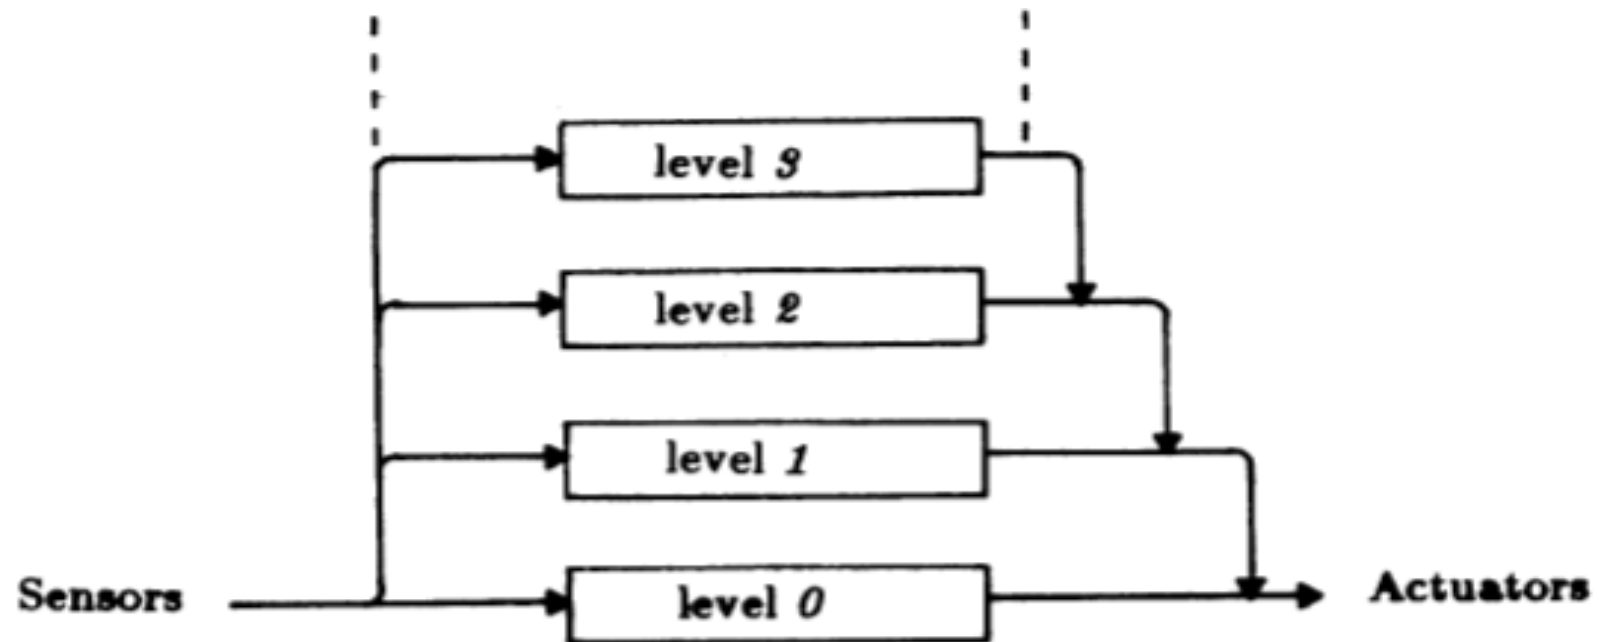 level 3
level 2
level 1
Sensors
level 0
Actuators